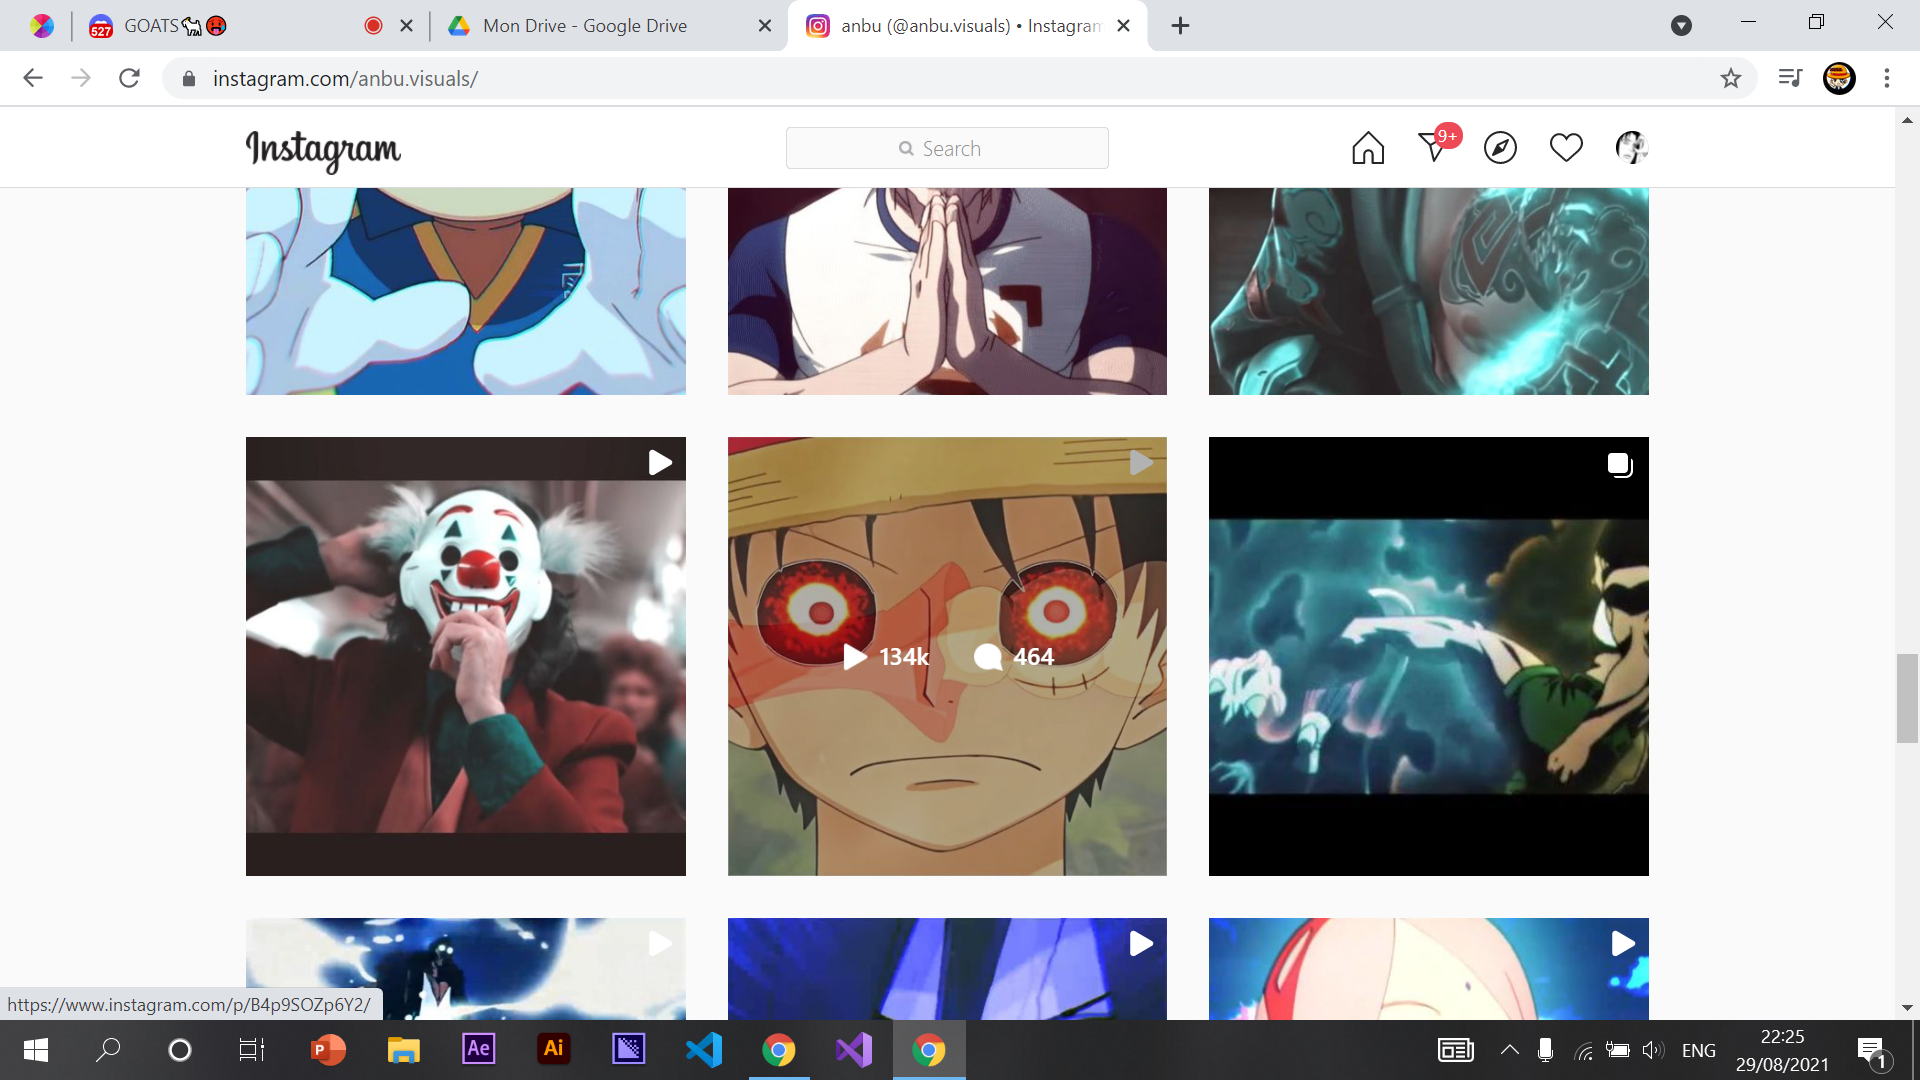 527 GOATS🐐🥵
Mon Drive - Google Drive
anbu (@anbu.visuals) • Instagram
instagram.com/anbu.visuals/
Instagram
Search
9+
134k 464
https://www.instagram.com/p/B4p9SOZp6Y2/
P
Ae
Ai
ENG
22:25
29/08/2021
1